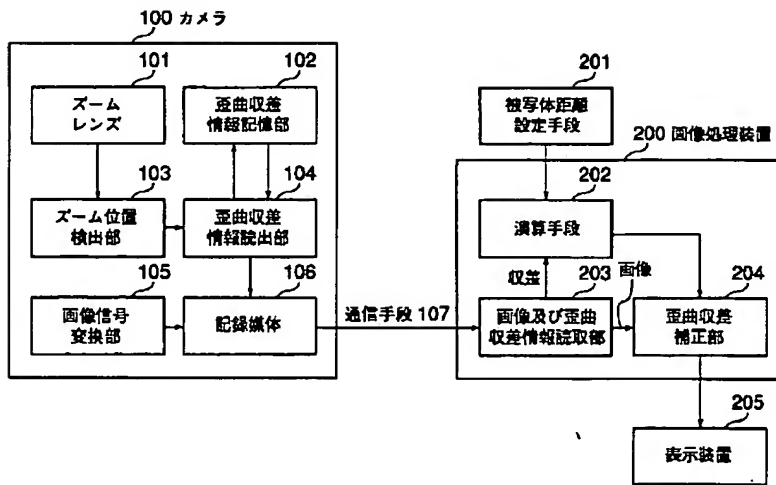 100 カメラ
101
ズーム
レンズ
102
歪曲収差
情報記憶部
103
ズーム位置
検出部
104
歪曲収差
情報読出部
105
画像信号
変換部
106
記録媒体
通信手段 107
201
被写体距離
設定手段
200 画像処理装置
202
演算手段
収差
203
画像
画像及び歪曲
収差情報読取部
204
歪曲収差
補正部
205
表示装置